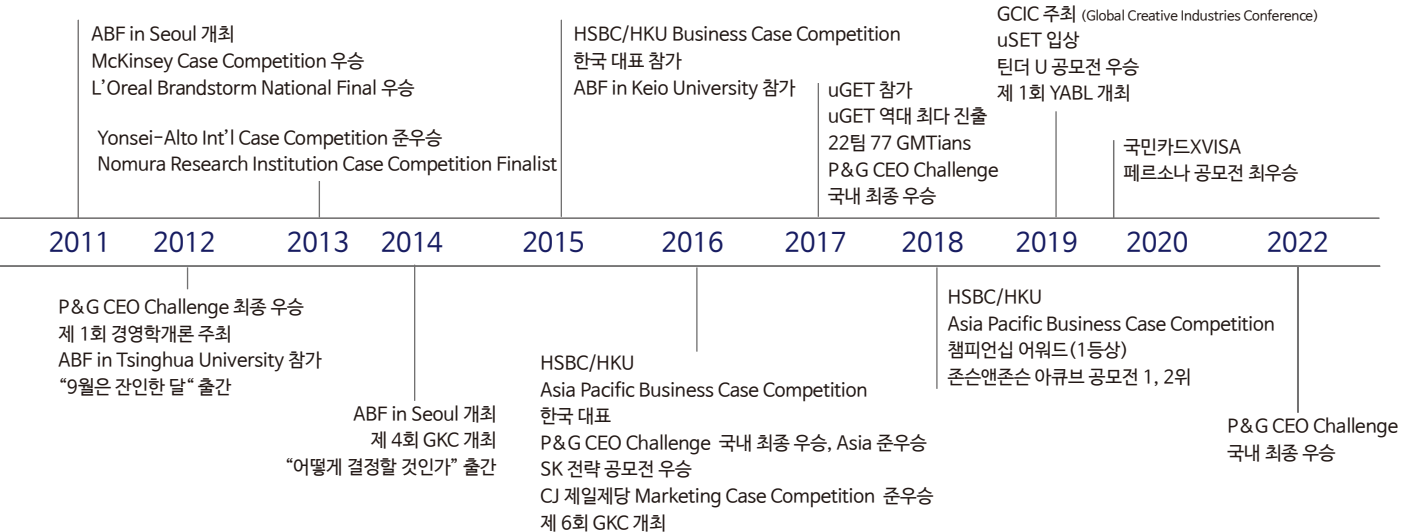 ABF in Seoul 개최
McKinsey Case Competition 우승
L’Oreal Brandstorm National Final 우승
Yonsei-Alto Int’l Case Competition 준우승
Nomura Research Institution Case Competition Finalist
HSBC/HKU Business Case Competition
한국 대표 참가
ABF in Keio University 참가
uGET 참가
uGET 역대 최다 진출
22팀 77 GMTians
P&G CEO Challenge
국내 최종 우승
GCIC 주최 (Global Creative Industries Conference)
uSET 입상
틴더 U 공모전 우승
제 1회 YABL 개최
국민카드XVISA
페르소나 공모전 최우승
2011 2012 2013 2014 2015 2016 2017 2018 2019 2020 2022
P&G CEO Challenge 최종 우승
제 1회 경영학개론 주최
ABF in Tsinghua University 참가
“9월은 잔인한 달“ 출간
ABF in Seoul 개최
제 4회 GKC 개최
“어떻게 결정할 것인가” 출간
HSBC/HKU
Asia Pacific Business Case Competition
한국 대표
P&G CEO Challenge 국내 최종 우승, Asia 준우승
SK 전략 공모전 우승
CJ 제일제당 Marketing Case Competition 준우승
제 6회 GKC 개최
HSBC/HKU
Asia Pacific Business Case Competition
챔피언십 어워드(1등상)
존슨앤존슨 아큐브 공모전 1, 2위
P&G CEO Challenge
국내 최종 우승